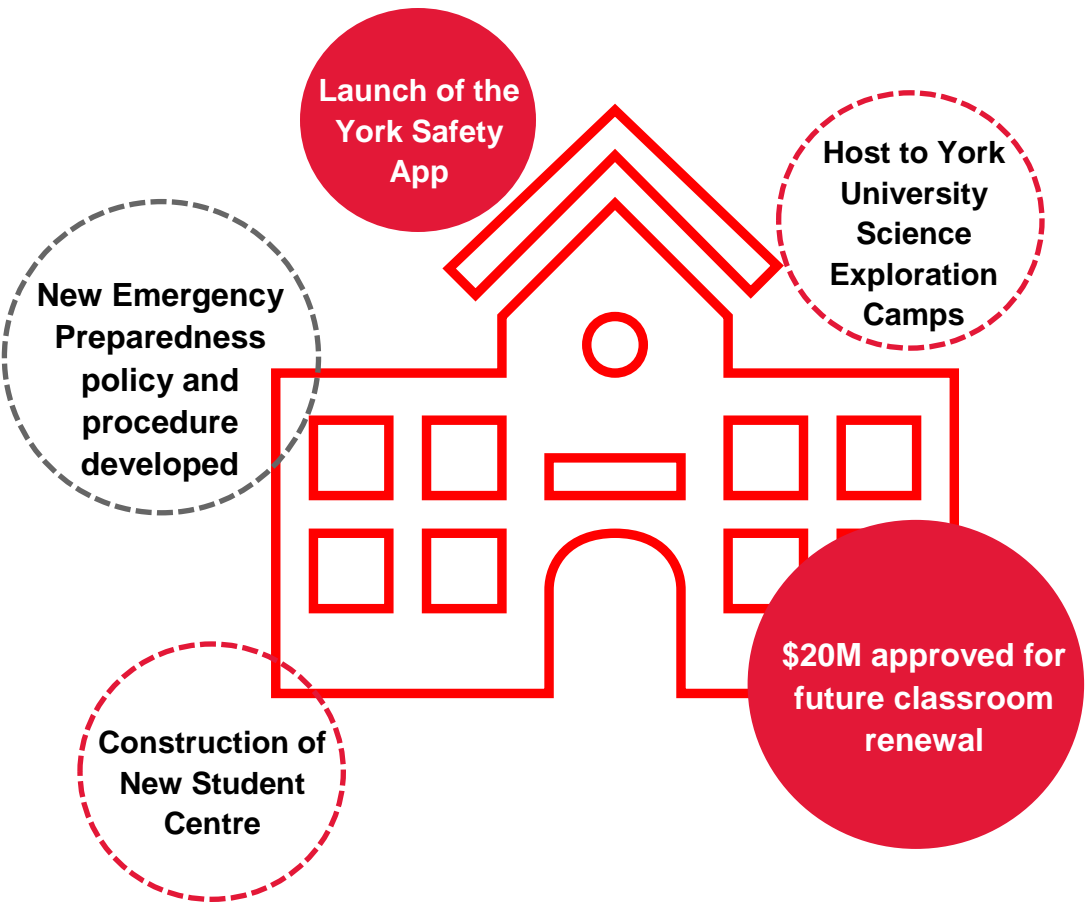 Launch of the
York Safety
App
Host to York
University
Science
Exploration
Camps
New Emergency
Preparedness
policy and
procedure
developed
$20M approved for
future classroom
renewal
Construction of
New Student
Centre